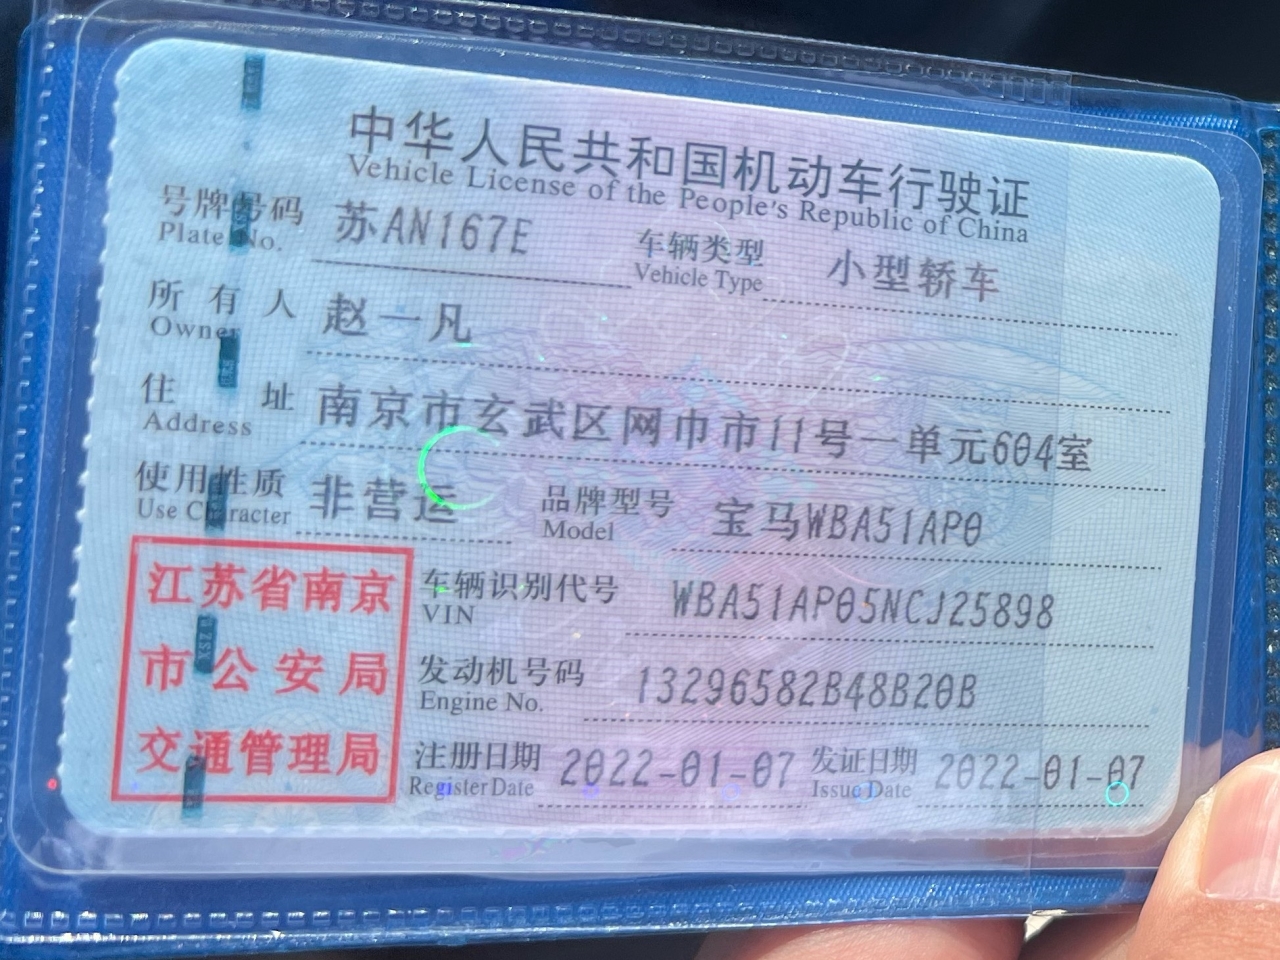 中华人民共和国机动车行驶证
Vehicle License of the People's Republic of China
号牌号码 苏AN167E 车辆类型 小型轿车
Plate No. Vehicle Type
所有人 赵一凡
Owner
住址 南京市玄武区网巾市11号一单元604室
Address
使用性质 非营运 品牌型号 宝马WBA51AP0
Use Character Model
江苏省南京
市公安局
交通管理局
车辆识别代号 WBA51AP05NCJ25898
VIN
发动机号码 13296582B48B20B
Engine No.
注册日期 2022-01-07 发证日期 2022-01-07
Register Date Issue Date